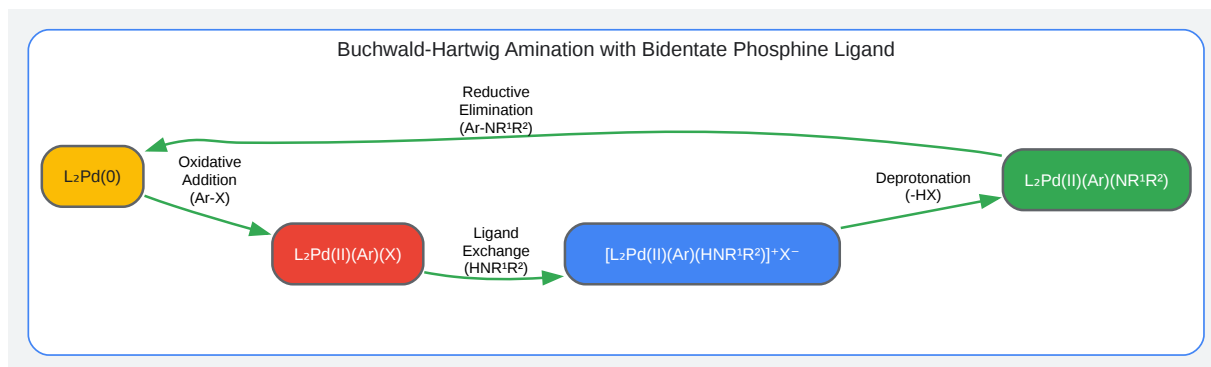 Buchwald-Hartwig Amination with Bidentate Phosphine Ligand
Reductive
Elimination
(Ar-NR¹R²)
L₂Pd(0)
Oxidative
Addition
(Ar-X)
L₂Pd(II)(Ar)(X)
Ligand
Exchange
(HNR¹R²)
[L₂Pd(II)(Ar)(HNR¹R²)]⁺X⁻
Deprotonation
(-HX)
L₂Pd(II)(Ar)(NR¹R²)